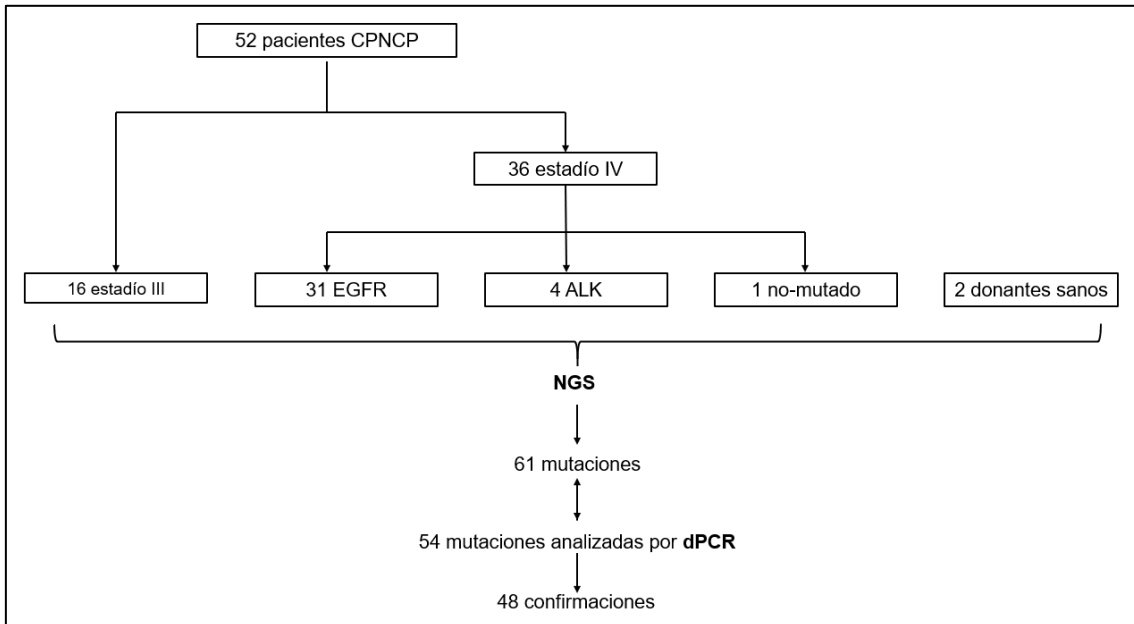 52 pacientes CPNCP
36 estadío IV
16 estadío III
31 EGFR
4 ALK
1 no-mutado
2 donantes sanos
NGS
61 mutaciones
54 mutaciones analizadas por dPCR
48 confirmaciones